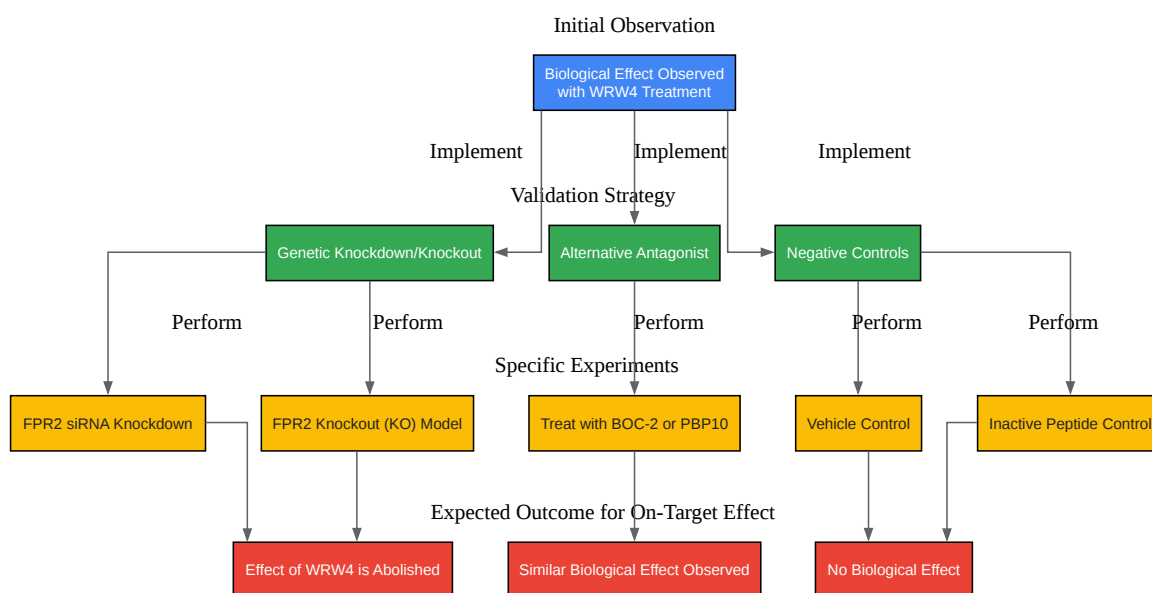 Initial Observation
Biological Effect Observed
with WRW4 Treatment
Implement
Implement
Implement
Validation Strategy
Genetic Knockdown/Knockout
Alternative Antagonist
Negative Controls
Perform
Perform
Perform
Perform
Perform
Specific Experiments
FPR2 siRNA Knockdown
FPR2 Knockout (KO) Model
Treat with BOC-2 or PBP10
Vehicle Control
Inactive Peptide Control
Expected Outcome for On-Target Effect
Effect of WRW4 is Abolished
Similar Biological Effect Observed
No Biological Effect